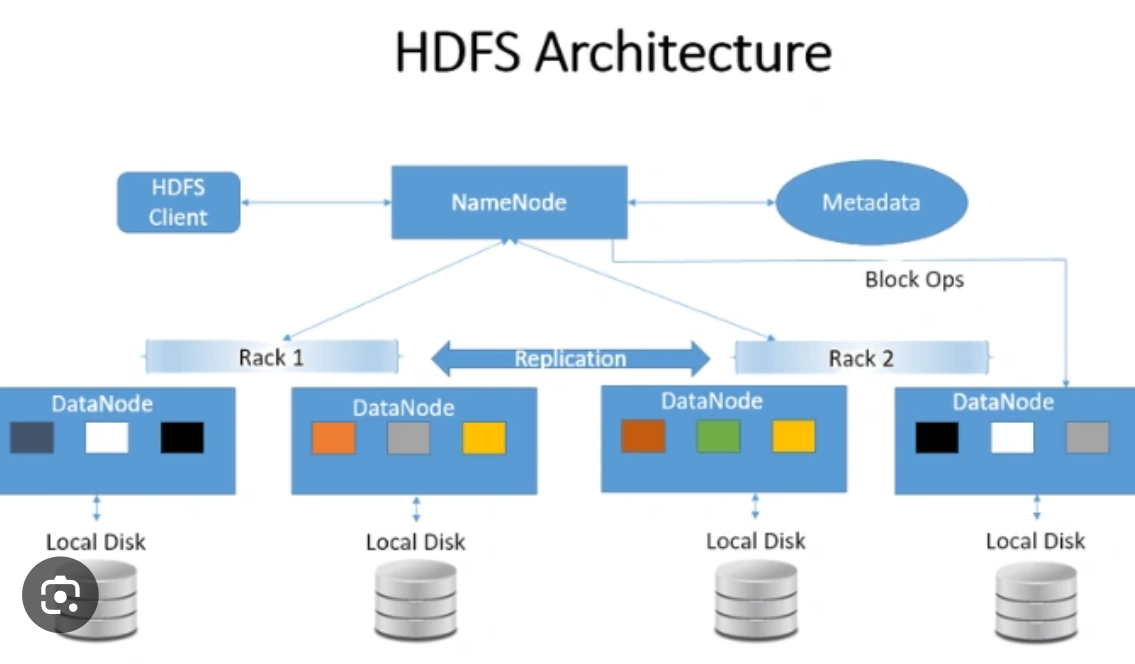 HDFS Architecture
HDFS
Client
NameNode
Metadata
Block Ops
Rack 1
Replication
Rack 2
DataNode
DataNode
DataNode
DataNode
Local Disk
Local Disk
Local Disk
Local Disk